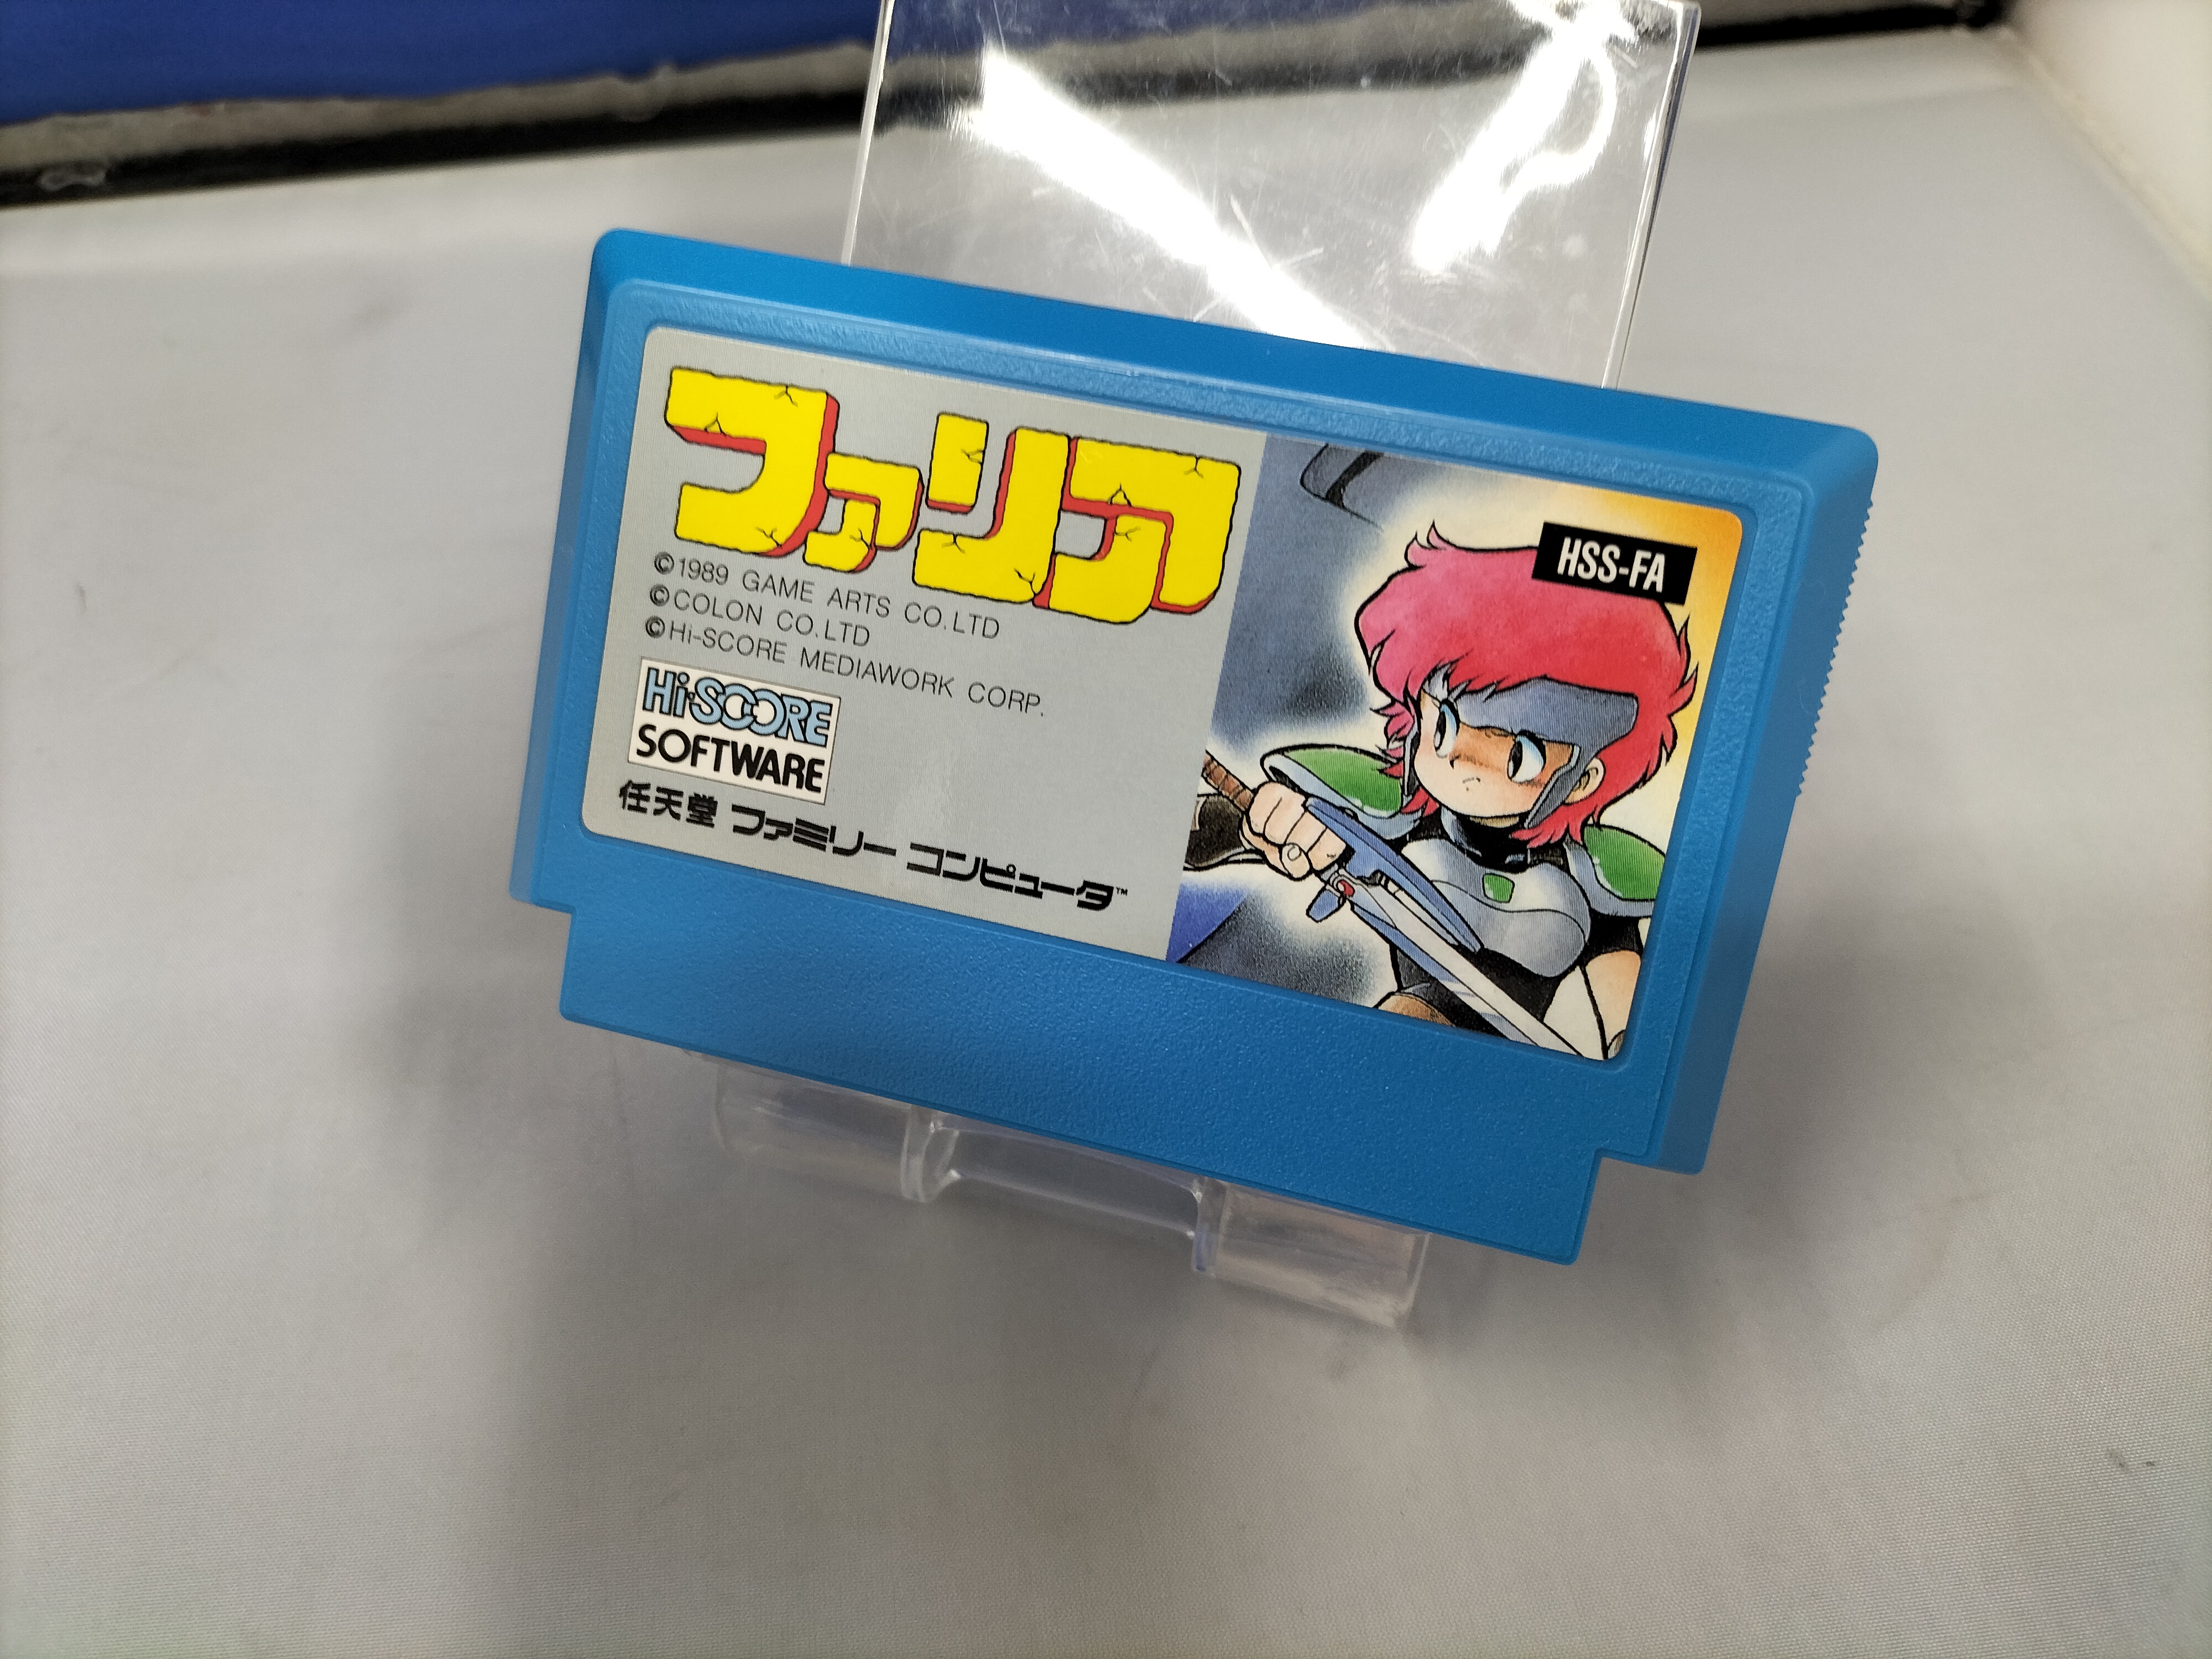 ファリア
©1989 GAME ARTS CO.LTD
©COLON CO.LTD
©Hi-SCORE MEDIAWORK CORP.
Hi-SCORE
SOFTWARE
任天堂 ファミリー コンピュータ™
HSS-FA